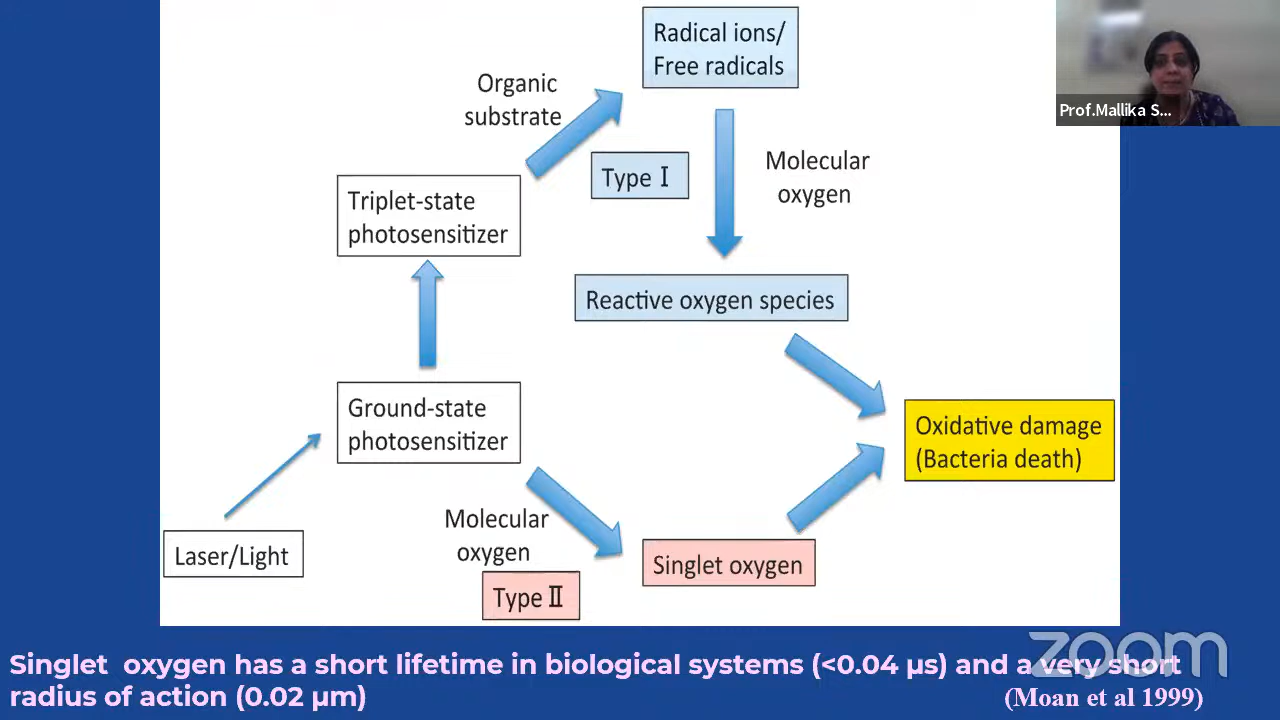 Radical ions/
Free radicals
Prof.Mallika S...
Organic
substrate
Type I
Molecular
oxygen
Triplet-state
photosensitizer
Reactive oxygen species
Ground-state
photosensitizer
Oxidative damage
(Bacteria death)
Laser/Light
Molecular
oxygen
Type II
Singlet oxygen
zoom
Singlet oxygen has a short lifetime in biological systems (<0.04 µs) and a very short
radius of action (0.02 µm)
(Moan et al 1999)